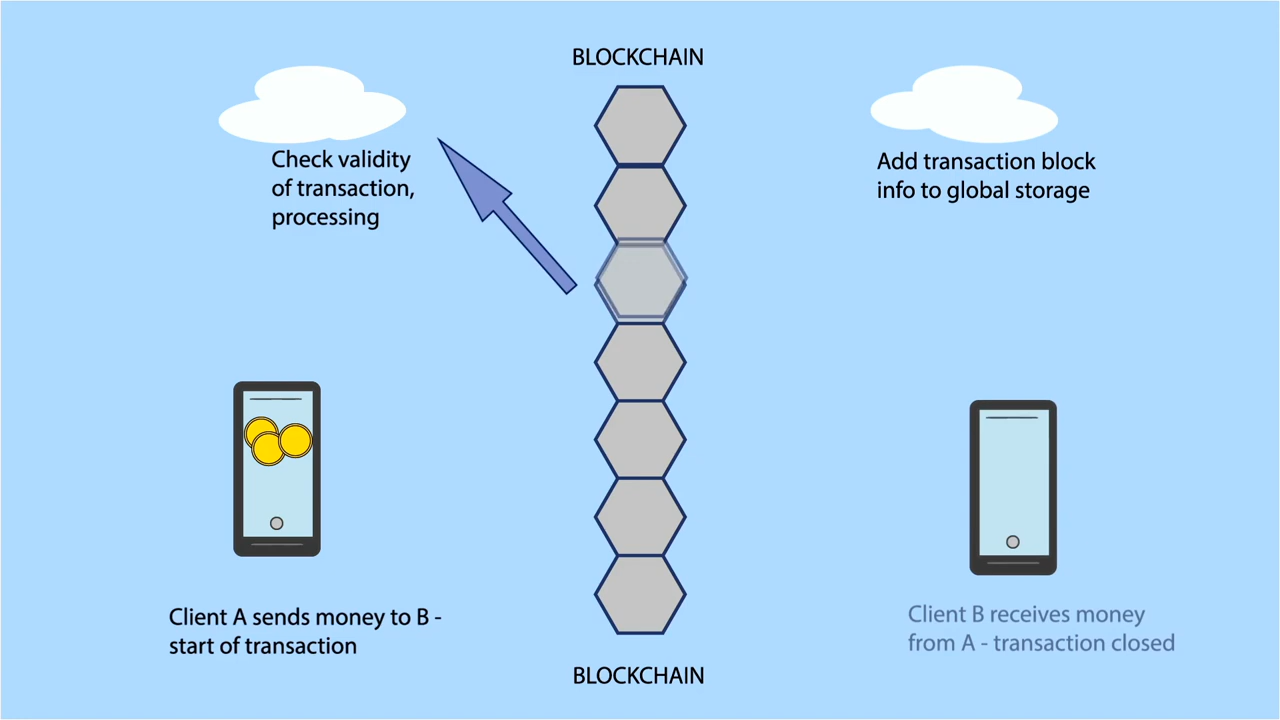 BLOCKCHAIN
Check validity
of transaction,
processing
Add transaction block
info to global storage
Client A sends money to B -
start of transaction
Client B receives money
from A - transaction closed
BLOCKCHAIN